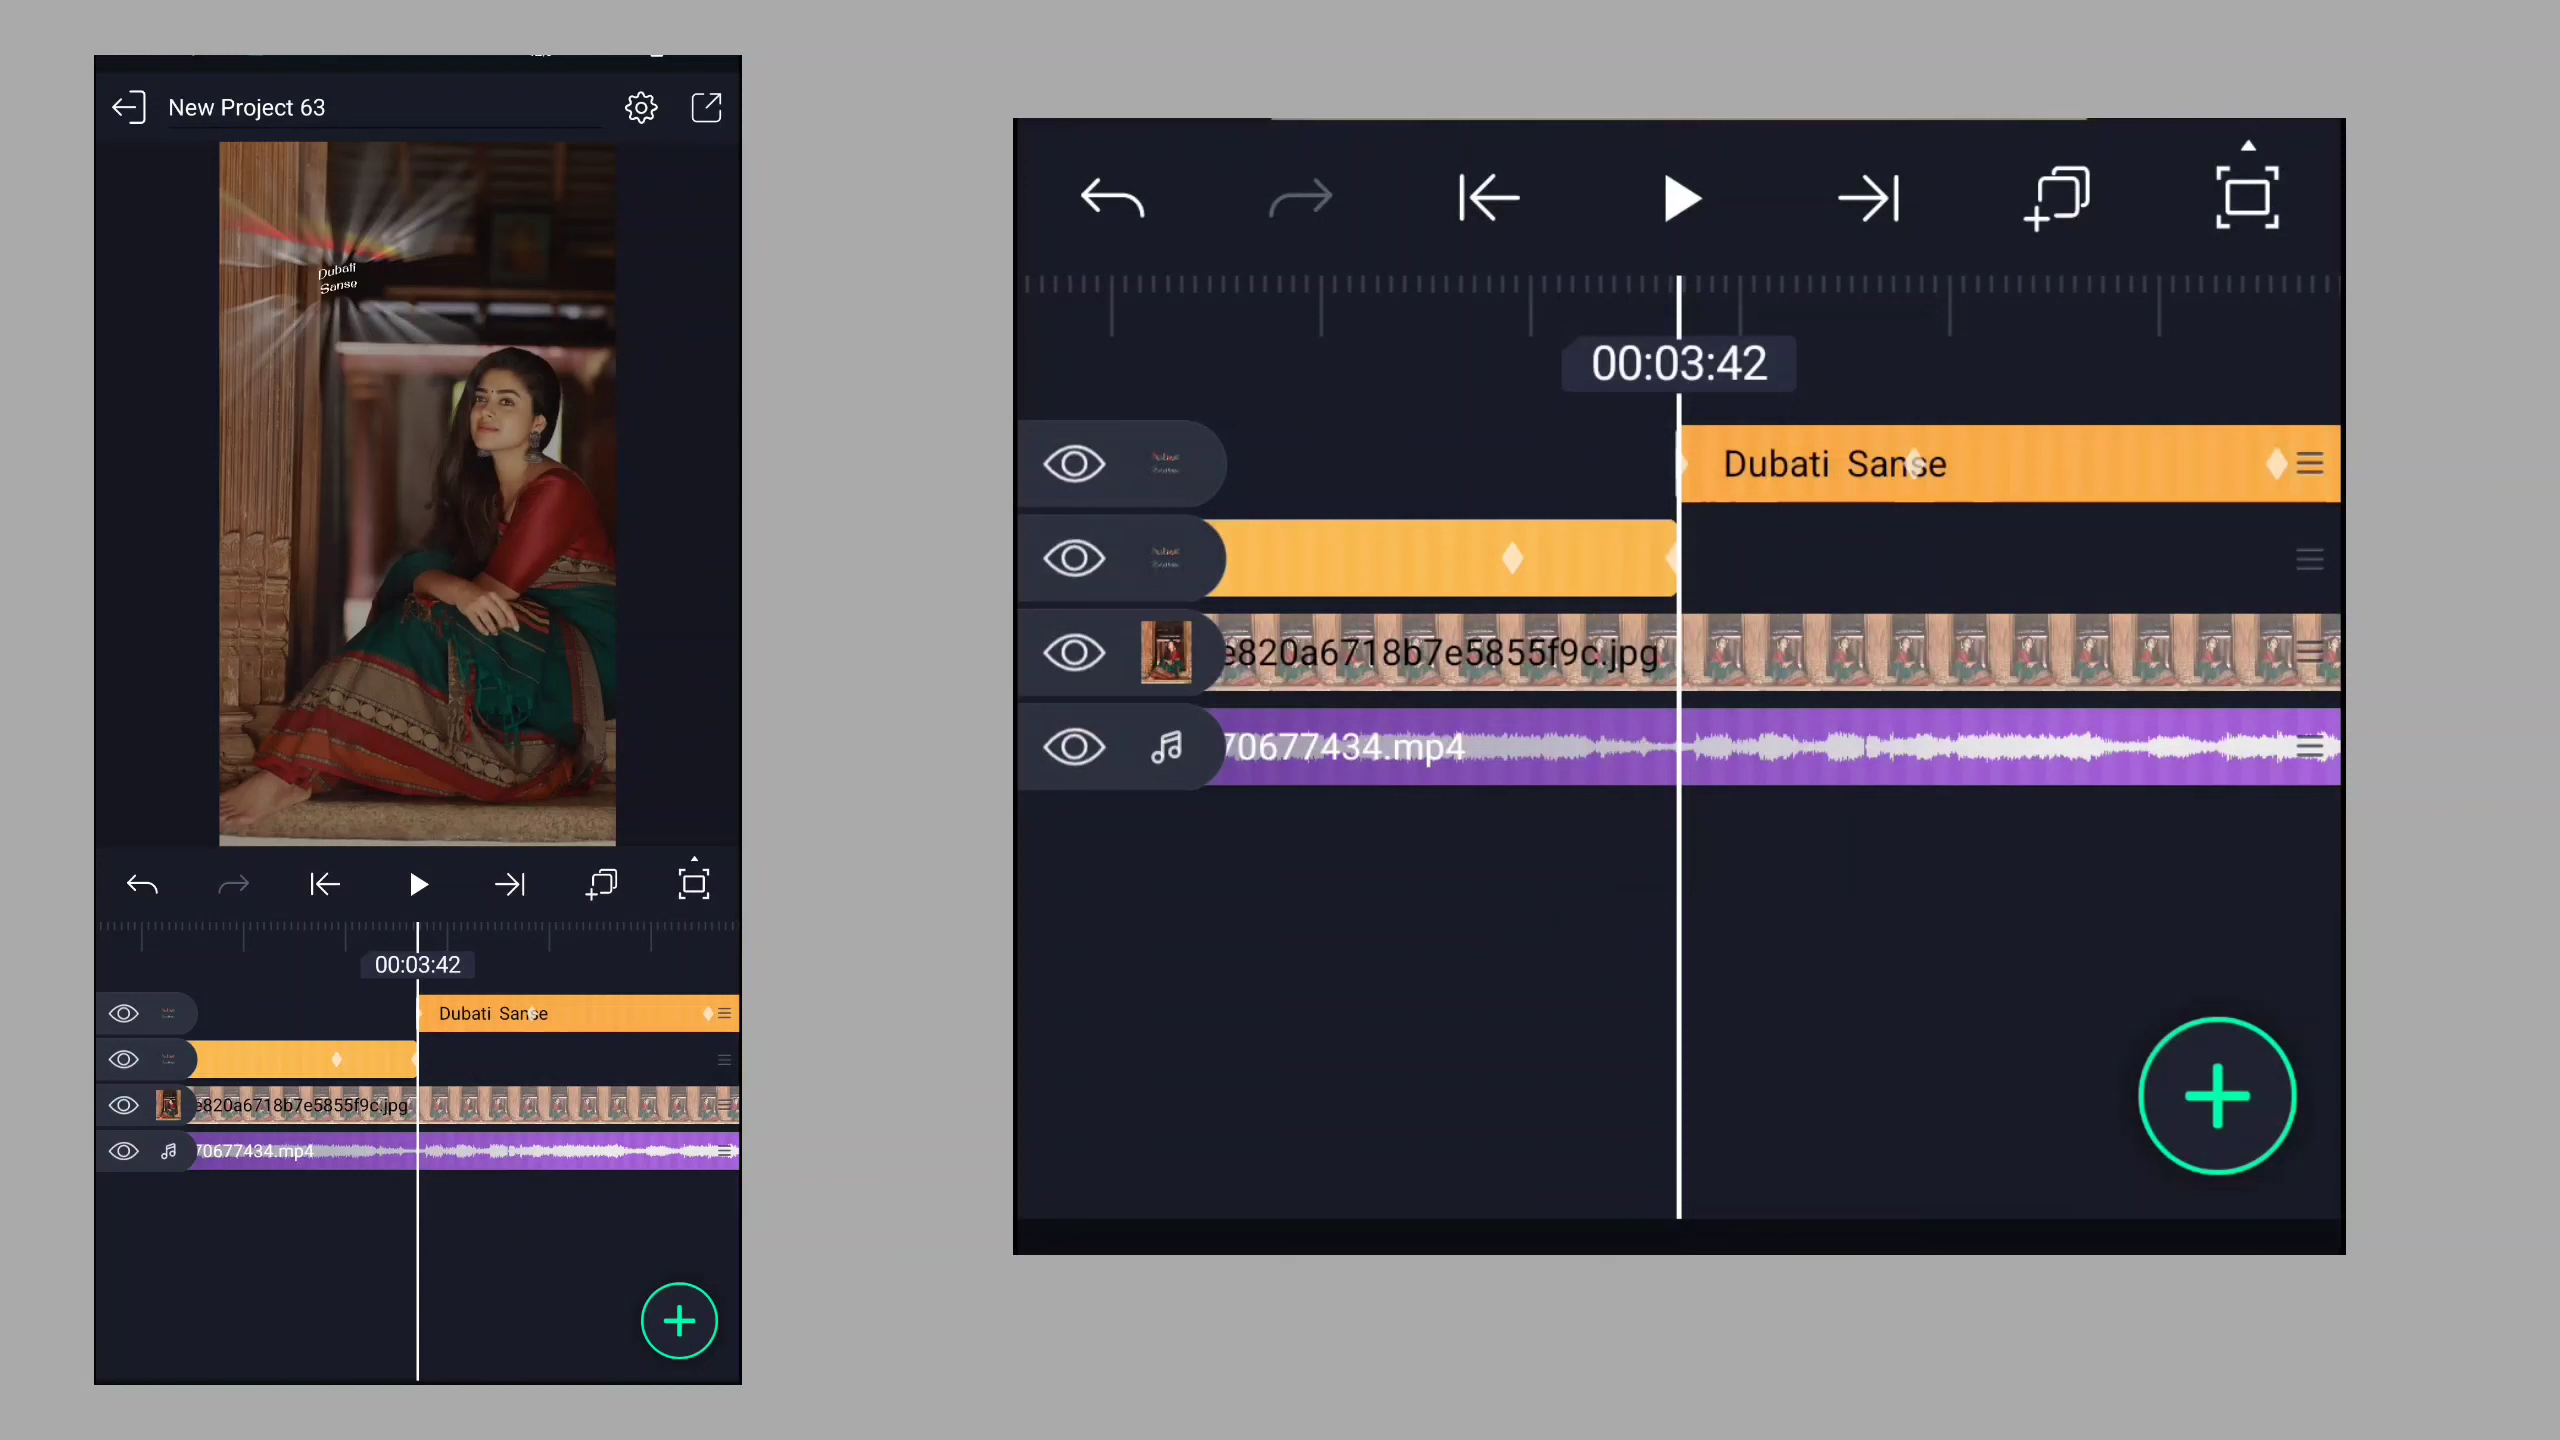 New Project 63
Dubati
Sanse
00:03:42
Dubati Sanse
e820a6718b7e5855f9c.jpg
70677434.mp4
00:03:42
Dubati Sanse
e820a6718b7e5855f9c.jpg
70677434.mp4